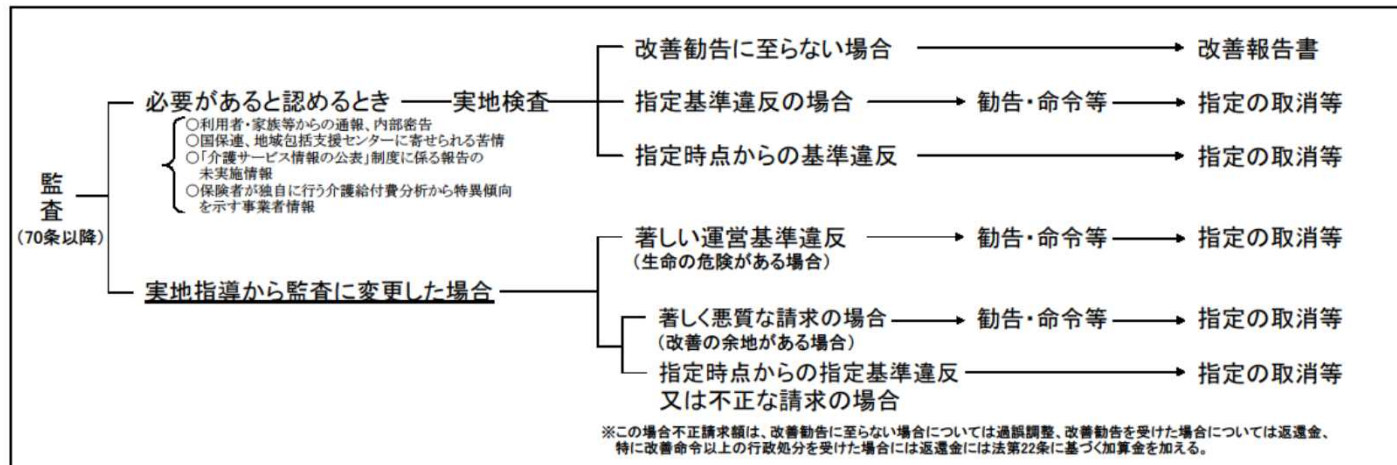 監査
(70条以降)
必要があると認めるとき
○利用者・家族等からの通報、内部密告
○国保連、地域包括支援センターに寄せられる苦情
○「介護サービス情報の公表」制度に係る報告の
未実施情報
○保険者が独自に行う介護給付費分析から特異傾向
を示す事業者情報
実地検査
改善勧告に至らない場合
改善報告書
指定基準違反の場合
勧告・命令等
指定の取消等
指定時点からの基準違反
指定の取消等
実地指導から監査に変更した場合
著しい運営基準違反
(生命の危険がある場合)
勧告・命令等
指定の取消等
著しく悪質な請求の場合
(改善の余地がある場合)
勧告・命令等
指定の取消等
指定時点からの指定基準違反
又は不正な請求の場合
指定の取消等
※この場合不正請求額は、改善勧告に至らない場合については過誤調整、改善勧告を受けた場合については返還金、
特に改善命令以上の行政処分を受けた場合には返還金には法第22条に基づく加算金を加える。